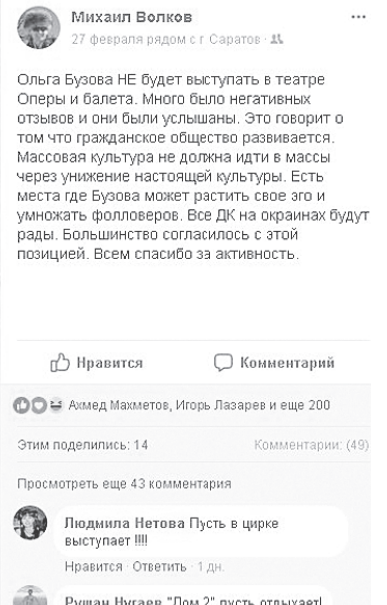 Михаил Волков
27 февраля рядом с г Саратов ·
Ольга Бузова НЕ будет выступать в театре
Оперы и балета. Много было негативных
отзывов и они были услышаны. Это говорит о
том что гражданское общество развивается.
Массовая культура не должна идти в массы
через унижение настоящей культуры. Есть
места где Бузова может растить свое эго и
умножать фолловеров. Все ДК на окраинах будут
рады. Большинство согласилось с этой
позицией. Всем спасибо за активность.
Нравится Комментарий
Ахмед Махметов, Игорь Лазарев и еще 200
Этим поделились: 14 Комментарии: (49)
Просмотреть еще 43 комментария
Людмила Нетова Пусть в цирке
выступает !!!!
Нравится · Ответить · 1 дн.
Рушан Нугаев "Дом 2" пусть отдыхает!